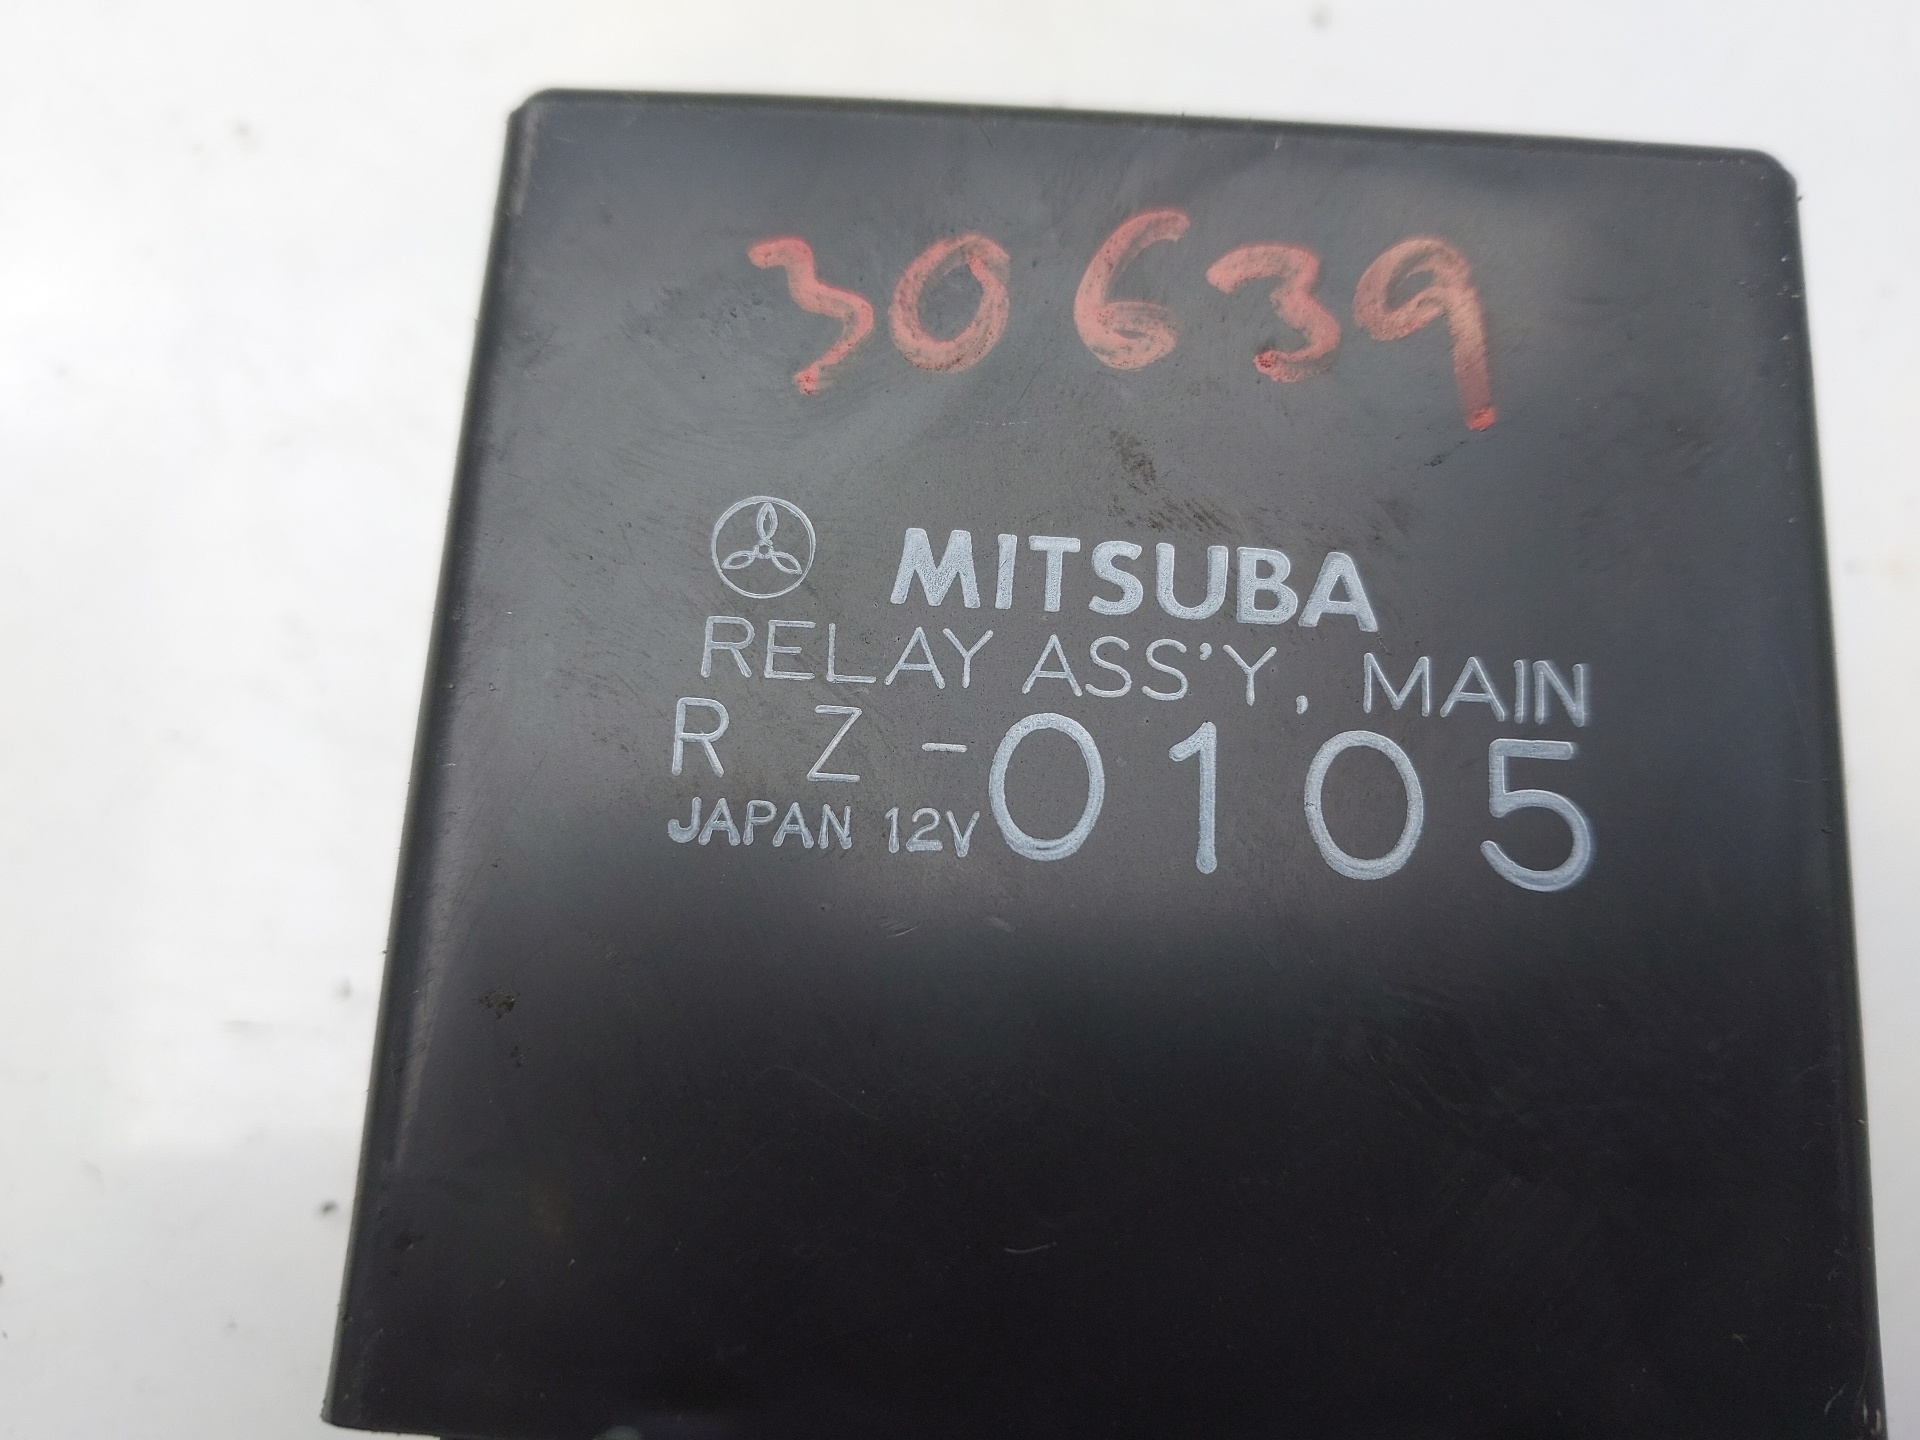 30639
MITSUBA
RELAY ASS'Y, MAIN
R Z -0105
JAPAN 12V